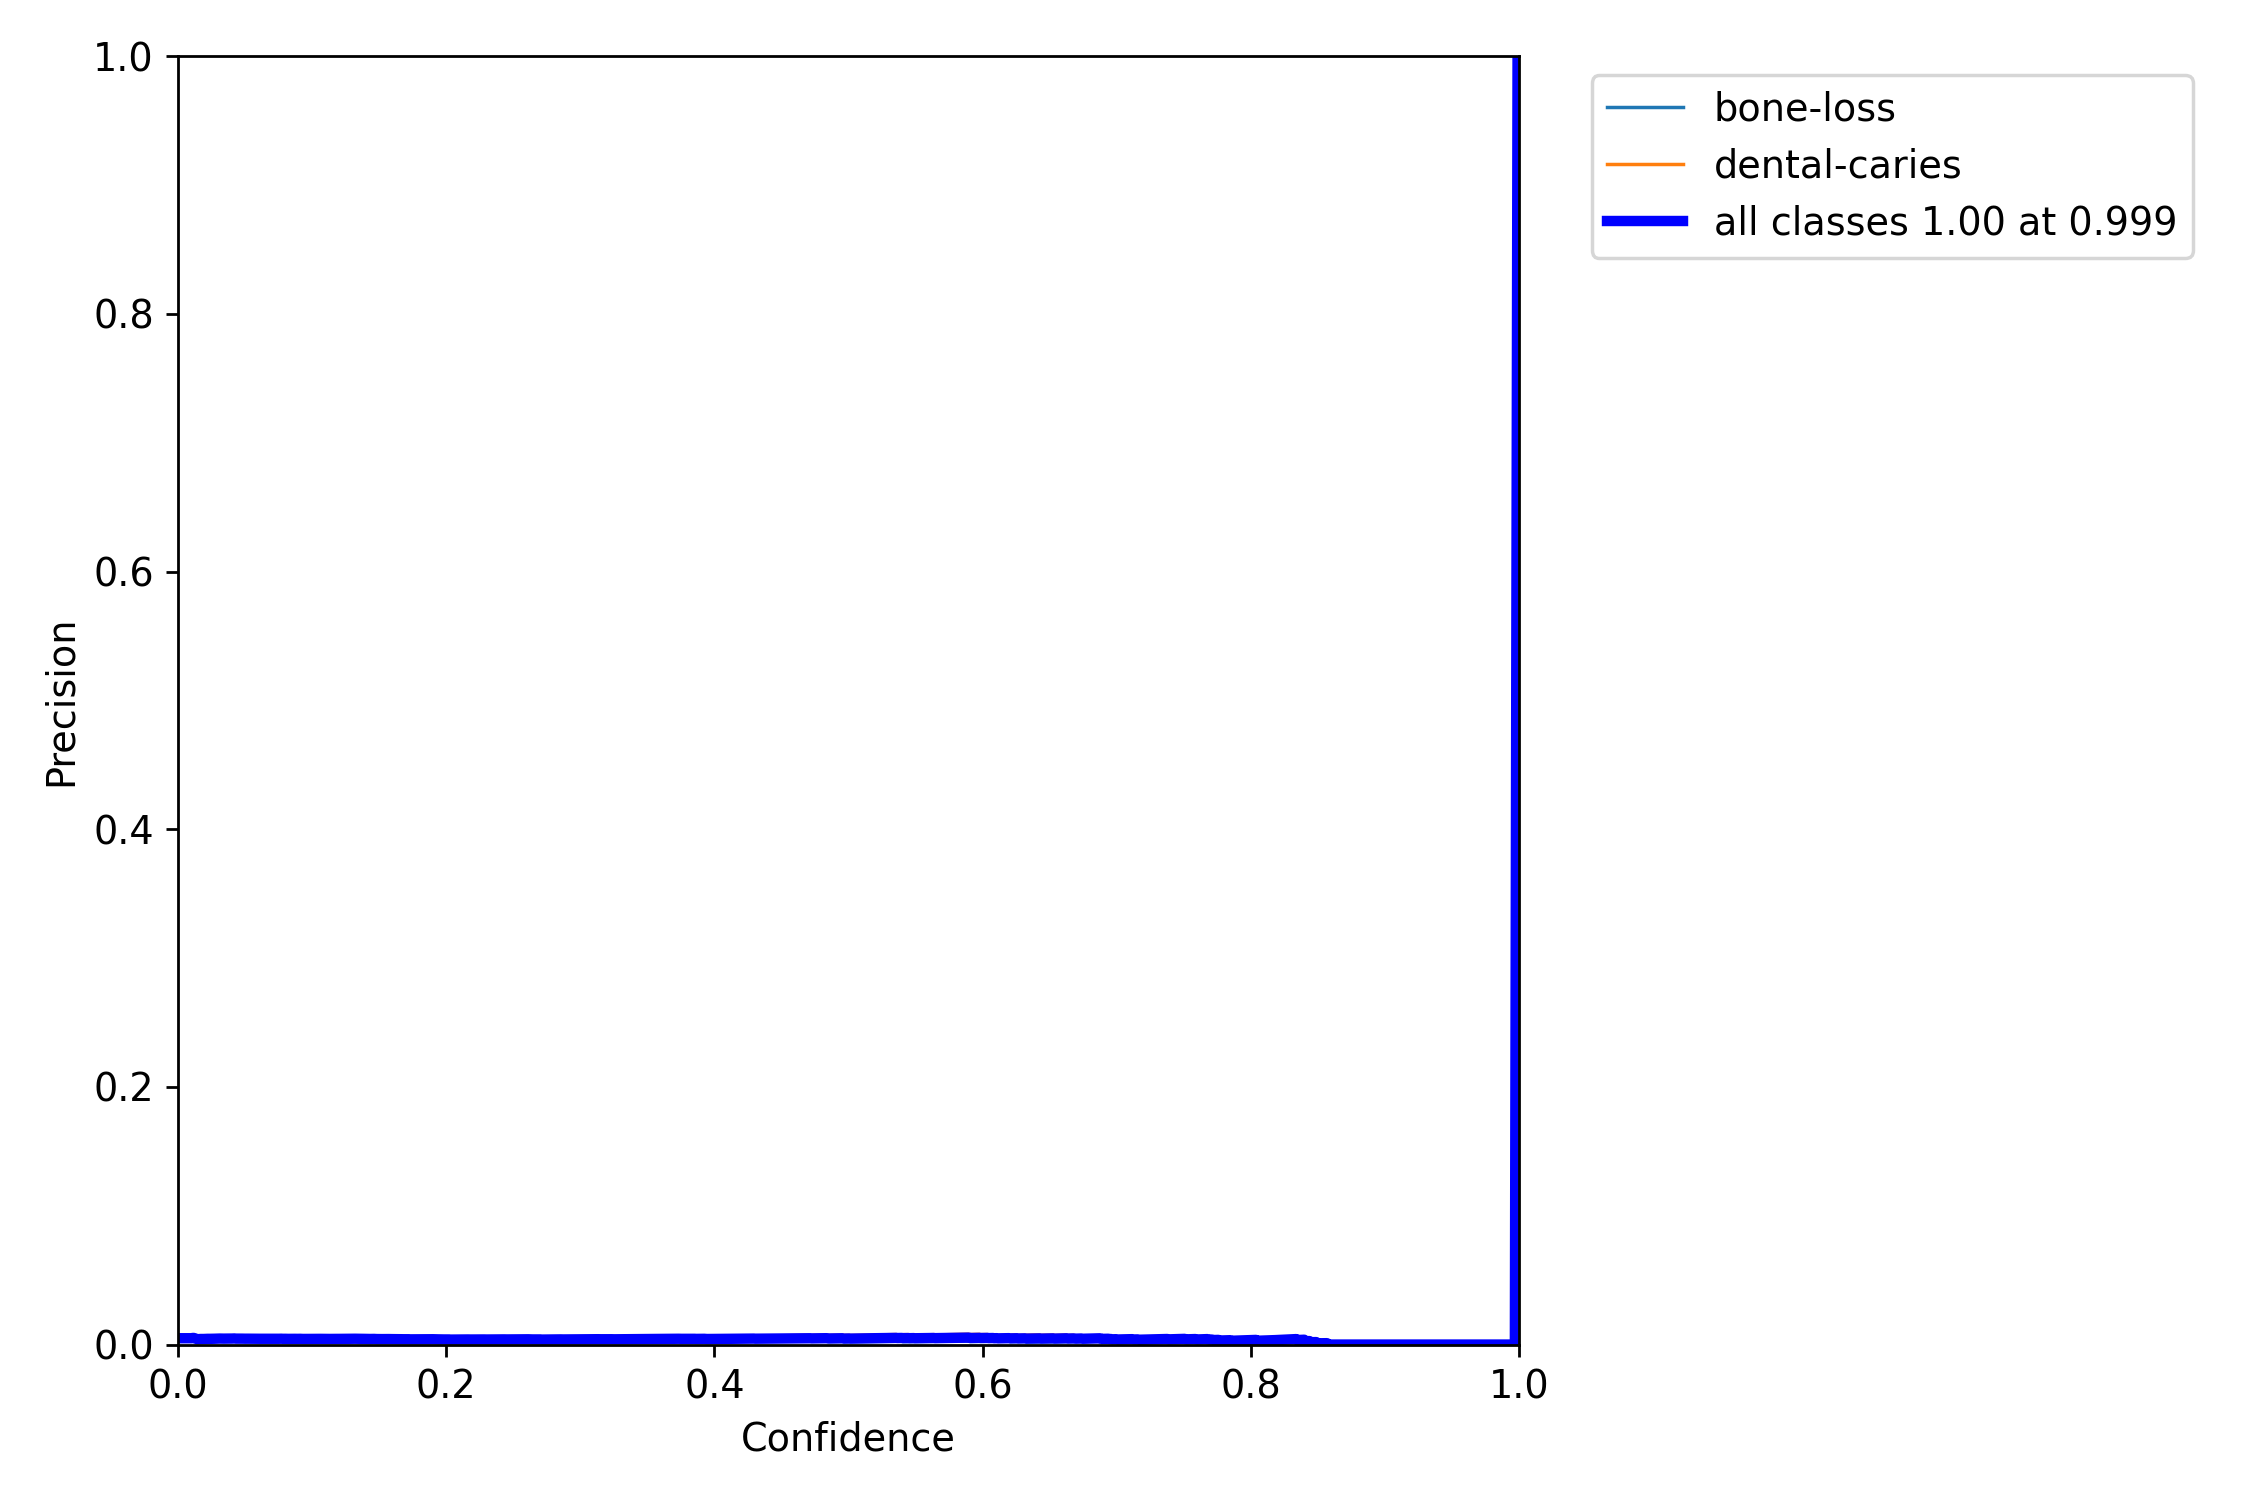 1.0
0.8
0.6
0.4
0.2
0.0
Precision
0.0 0.2 0.4 0.6 0.8 1.0
Confidence
bone-loss
dental-caries
all classes 1.00 at 0.999